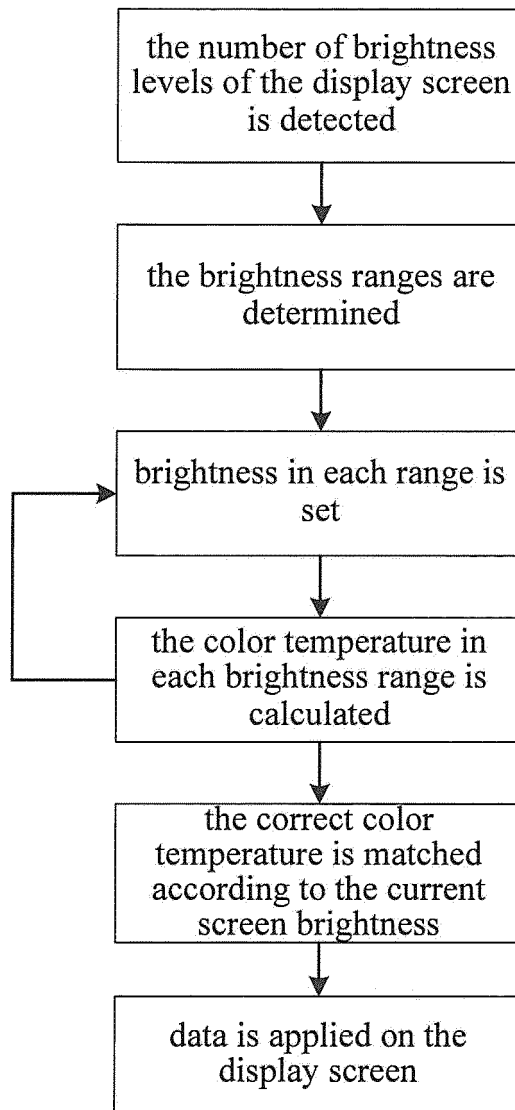 the number of brightness
levels of the display screen
is detected
the brightness ranges are
determined
brightness in each range is
set
the color temperature in
each brightness range is
calculated
the correct color
temperature is matched
according to the current
screen brightness
data is applied on the
display screen